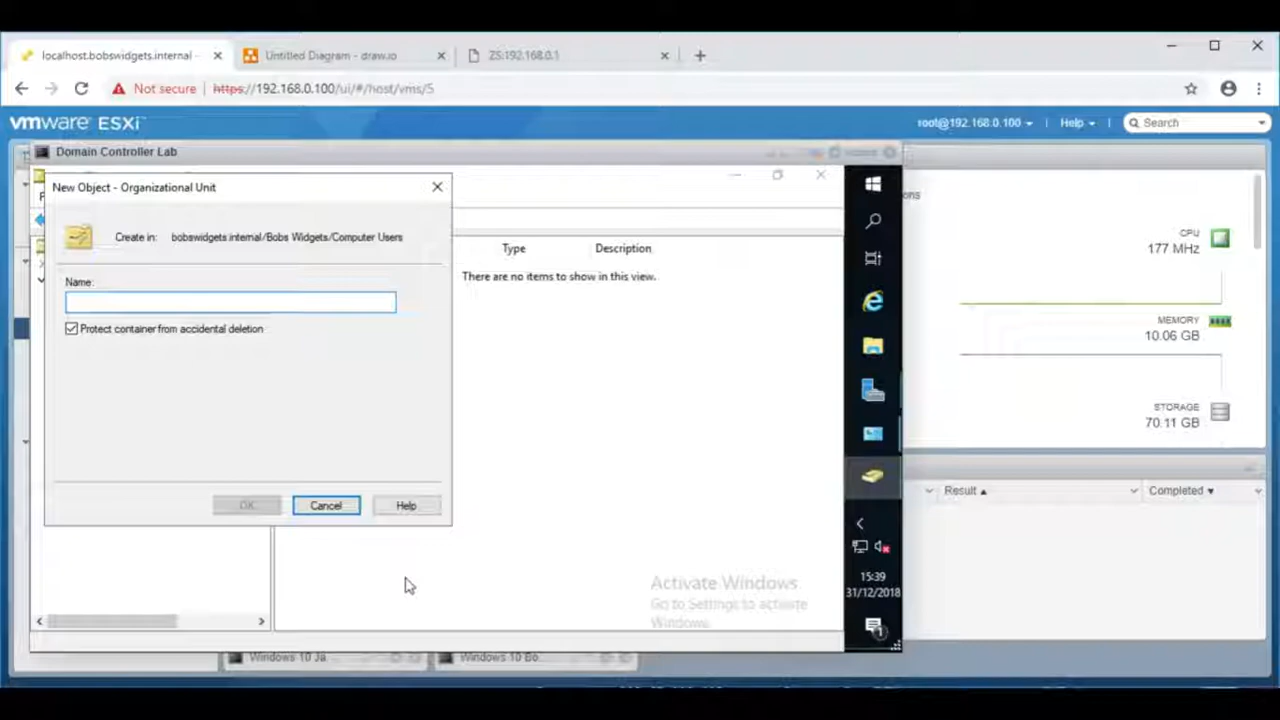 localhost.bobswidgets.internal - Untitled Diagram - draw.io ZS:192.168.0.1
Not secure https://192.168.0.100/ui/#/host/vms/5
vmware ESXi root@192.168.0.100 Help Search
Domain Controller Lab
New Object - Organizational Unit
Create in: bobswidgets.internal/Bobs Widgets/Computer Users
Name:
Protect container from accidental deletion
OK Cancel Help
Type Description
There are no items to show in this view.
Activate Windows
Go to Settings to activate
Windows.
15:39
31/12/2018
1
ons
CPU
177 MHz
MEMORY
10.06 GB
STORAGE
70.11 GB
Result Completed
Windows 10 Ja... Windows 10 Bo...